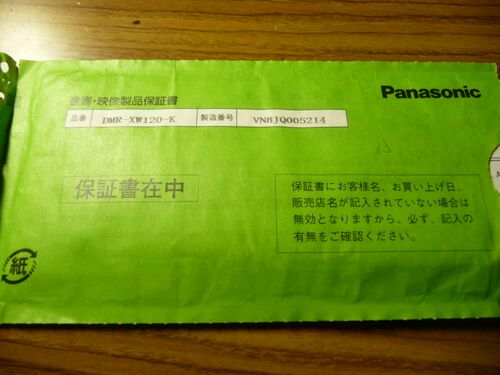 Panasonic
音響・映像製品保証書
品番 DMR-XW120-K 製造番号 VN8JQ005214
保証書在中
保証書にお客様名、お買い上げ日、
販売店名が記入されていない場合は
無効となりますから、必ず、記入の
有無をご確認ください。
紙